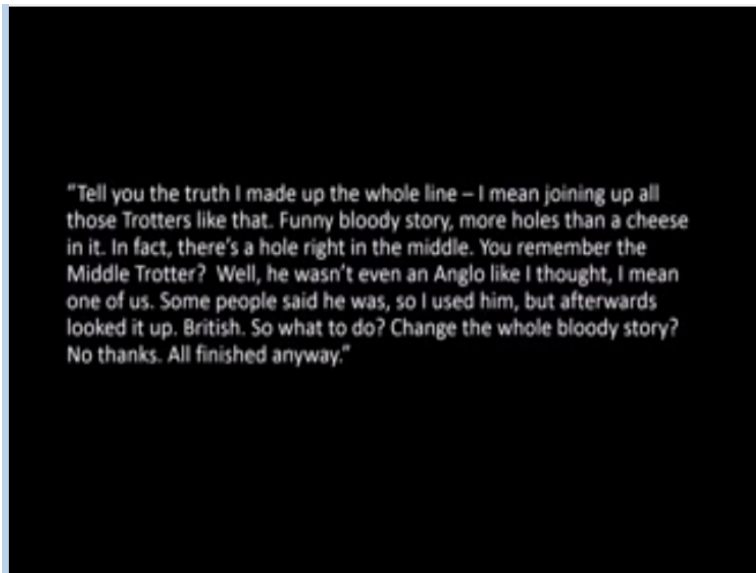 "Tell you the truth I made up the whole line – I mean joining up all
those Trotters like that. Funny bloody story, more holes than a cheese
in it. In fact, there's a hole right in the middle. You remember the
Middle Trotter?  Well, he wasn't even an Anglo like I thought, I mean
one of us. Some people said he was, so I used him, but afterwards
looked it up. British. So what to do? Change the whole bloody story?
No thanks. All finished anyway."